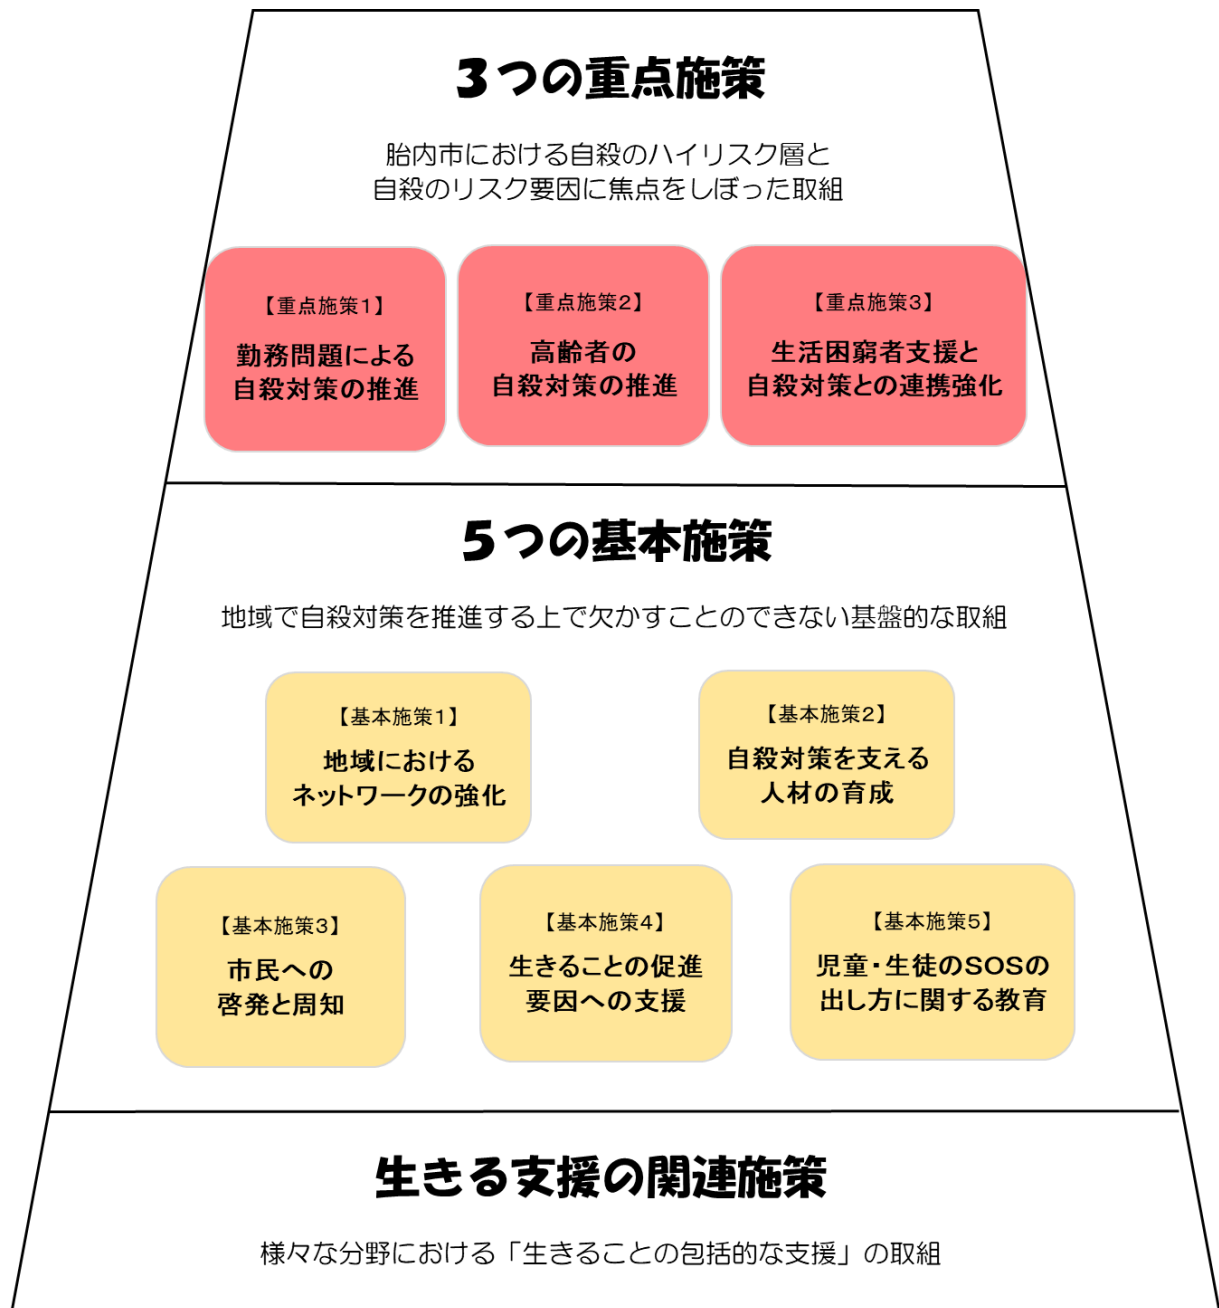 3つの重点施策
胎内市における自殺のハイリスク層と
自殺のリスク要因に焦点をしぼった取組
【重点施策1】
勤務問題による
自殺対策の推進
【重点施策2】
高齢者の
自殺対策の推進
【重点施策3】
生活困窮者支援と
自殺対策との連携強化
5つの基本施策
地域で自殺対策を推進する上で欠かすことのできない基盤的な取組
【基本施策1】
地域における
ネットワークの強化
【基本施策2】
自殺対策を支える
人材の育成
【基本施策3】
市民への
啓発と周知
【基本施策4】
生きることの促進
要因への支援
【基本施策5】
児童・生徒のSOSの
出し方に関する教育
生きる支援の関連施策
様々な分野における「生きることの包括的な支援」の取組